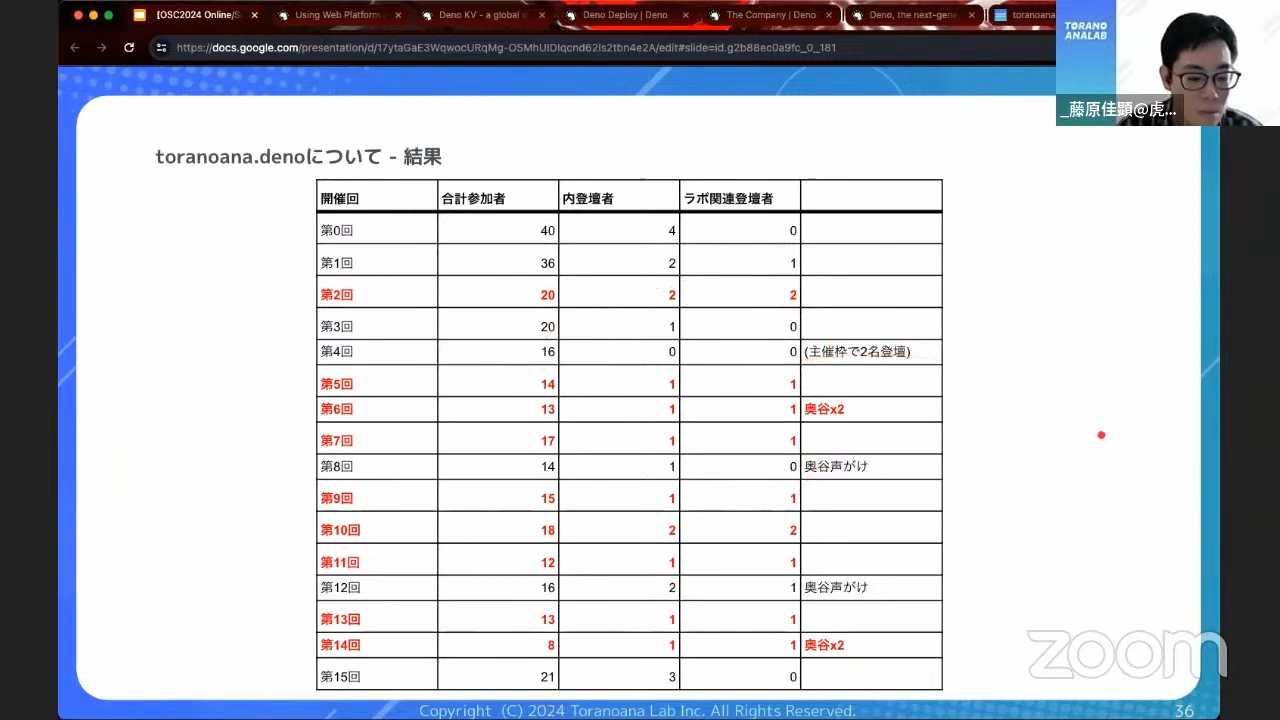 [OSC2024 Online/S
Using Web Platform
Deno KV - a global
Deno Deploy | Deno
The Company | Deno
Deno, the next-gene
toranoana
https://docs.google.com/presentation/d/17ytaGaE3WqwocURqMg-OSMhUIDIqcnd62ls2tbn4e2A/edit#slide=id.g2b88ec0a9fc_0_181
TORANO
ANALAB
_藤原佳顕@虎...
toranoana.denoについて - 結果
開催回 合計参加者 内登壇者 ラボ関連登壇者
第0回 40 4 0
第1回 36 2 1
第2回 20 2 2
第3回 20 1 0
第4回 16 0 0 (主催枠で2名登壇)
第5回 14 1 1
第6回 13 1 1 奥谷x2
第7回 17 1 1
第8回 14 1 0 奥谷声がけ
第9回 15 1 1
第10回 18 2 2
第11回 12 1 1
第12回 16 2 1 奥谷声がけ
第13回 13 1 1
第14回 8 1 1 奥谷x2
第15回 21 3 0
zoom
Copyright (C) 2024 Toranoana Lab Inc. All Rights Reserved.
36